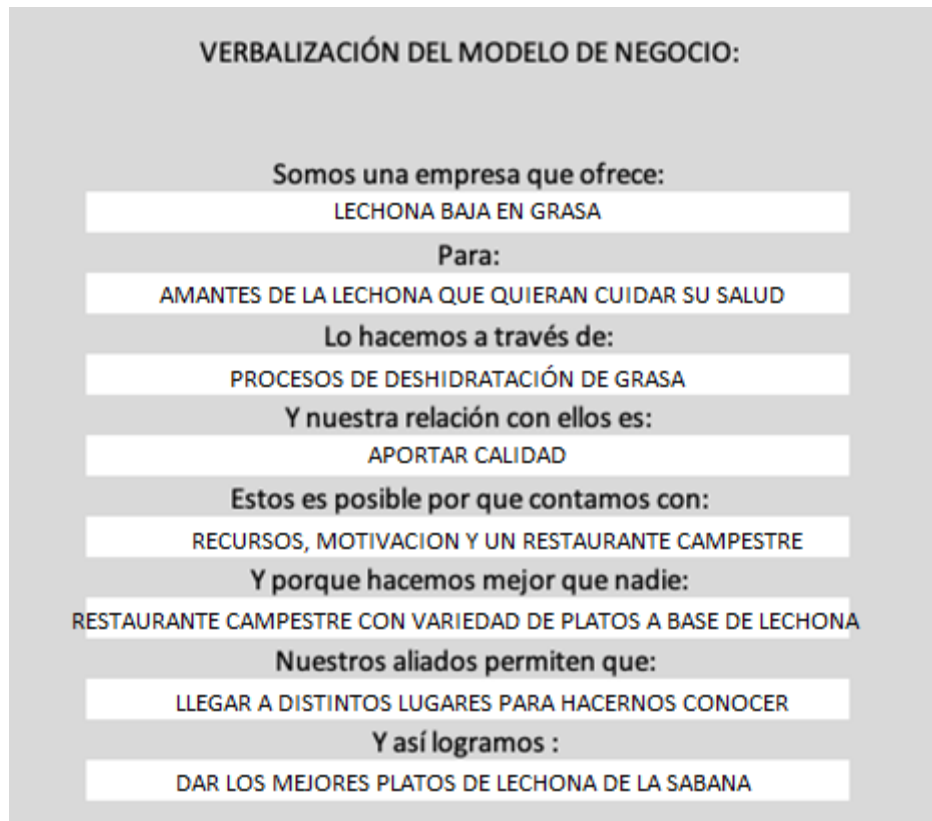 VERBALIZACIÓN DEL MODELO DE NEGOCIO:
Somos una empresa que ofrece:
LECHONA BAJA EN GRASA
Para:
AMANTES DE LA LECHONA QUE QUIERAN CUIDAR SU SALUD
Lo hacemos a través de:
PROCESOS DE DESHIDRATACIÓN DE GRASA
Y nuestra relación con ellos es:
APORTAR CALIDAD
Estos es posible por que contamos con:
RECURSOS, MOTIVACION Y UN RESTAURANTE CAMPESTRE
Y porque hacemos mejor que nadie:
RESTAURANTE CAMPESTRE CON VARIEDAD DE PLATOS A BASE DE LECHONA
Nuestros aliados permiten que:
LLEGAR A DISTINTOS LUGARES PARA HACERNOS CONOCER
Y así logramos :
DAR LOS MEJORES PLATOS DE LECHONA DE LA SABANA